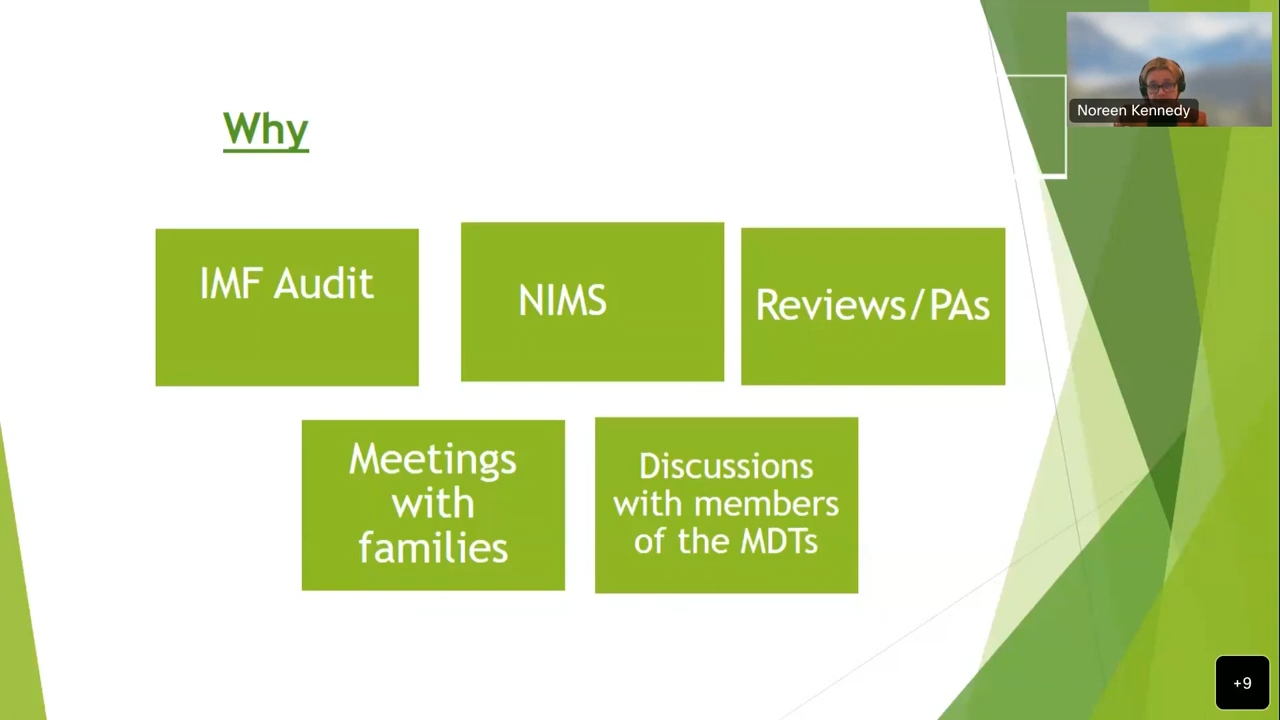 Noreen Kennedy
Why
IMF Audit
NIMS
Reviews/PAs
Meetings
with
families
Discussions
with members
of the MDTs
+9